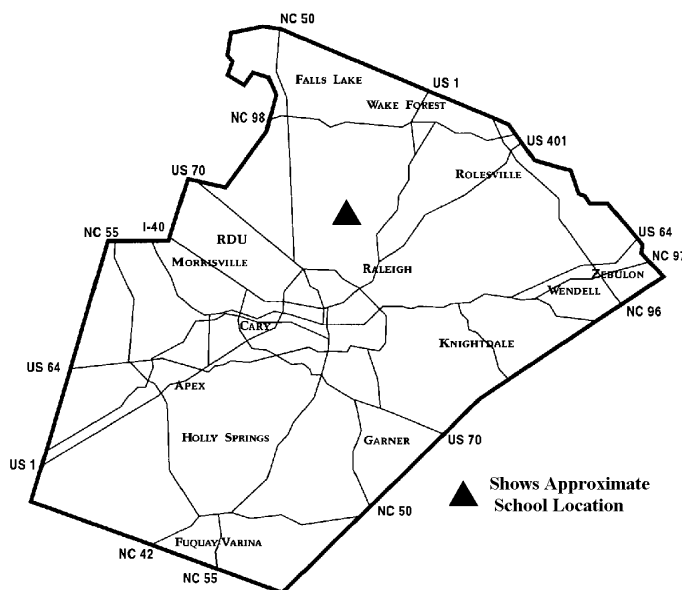 NC 50
FALLS LAKE
US 1
WAKE FOREST
NC 98
US 401
ROLESVILLE
US 70
I-40
NC 55
RDU
US 64
MORRISVILLE
RALEIGH
NC 97
ZEBULON
WENDELL
NC 96
CARY
KNIGHTDALE
US 64
APEX
HOLLY SPRINGS
GARNER
US 70
US 1
Shows Approximate
School Location
NC 50
FUQUAY-VARINA
NC 42
NC 55